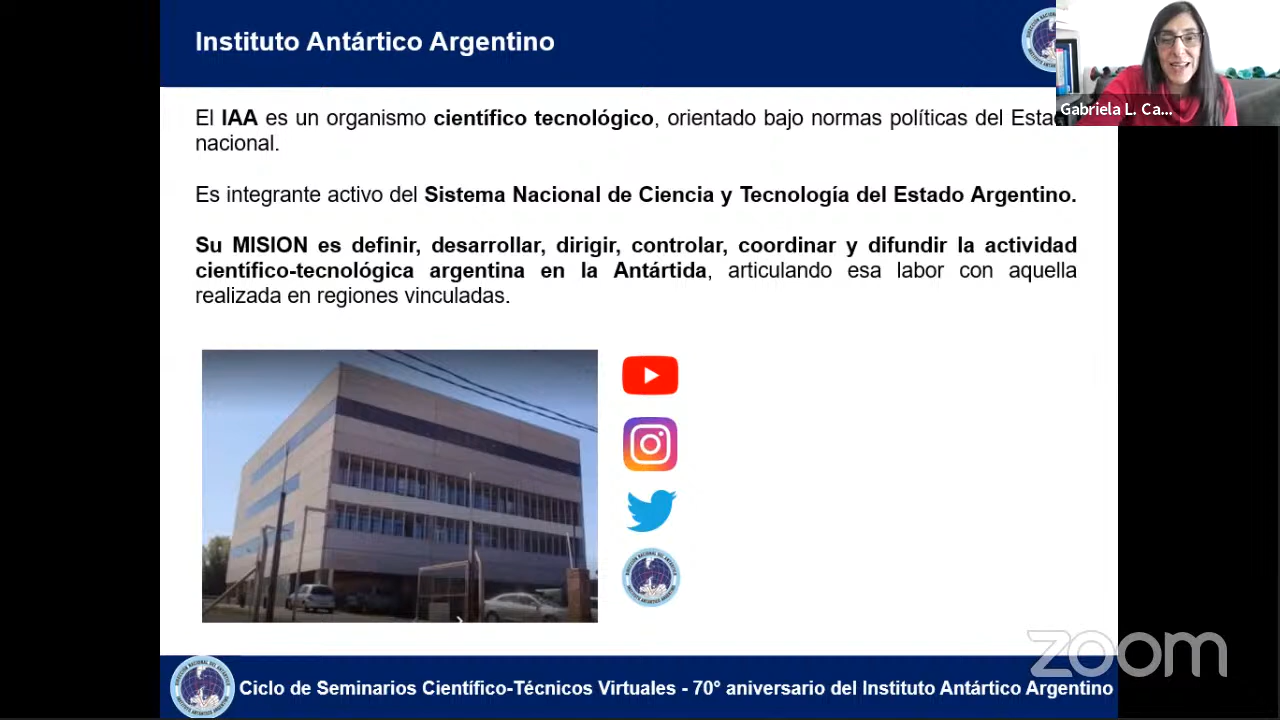 Instituto Antártico Argentino
Gabriela L. Ca...
El IAA es un organismo científico tecnológico, orientado bajo normas políticas del
nacional.
Es integrante activo del Sistema Nacional de Ciencia y Tecnología del Estado Argentino.
Su MISION es definir, desarrollar, dirigir, controlar, coordinar y difundir la actividad
científico-tecnológica argentina en la Antártida, articulando esa labor con aquella
realizada en regiones vinculadas.
zoom
Ciclo de Seminarios Científico-Técnicos Virtuales - 70° aniversario del Instituto Antártico Argentino